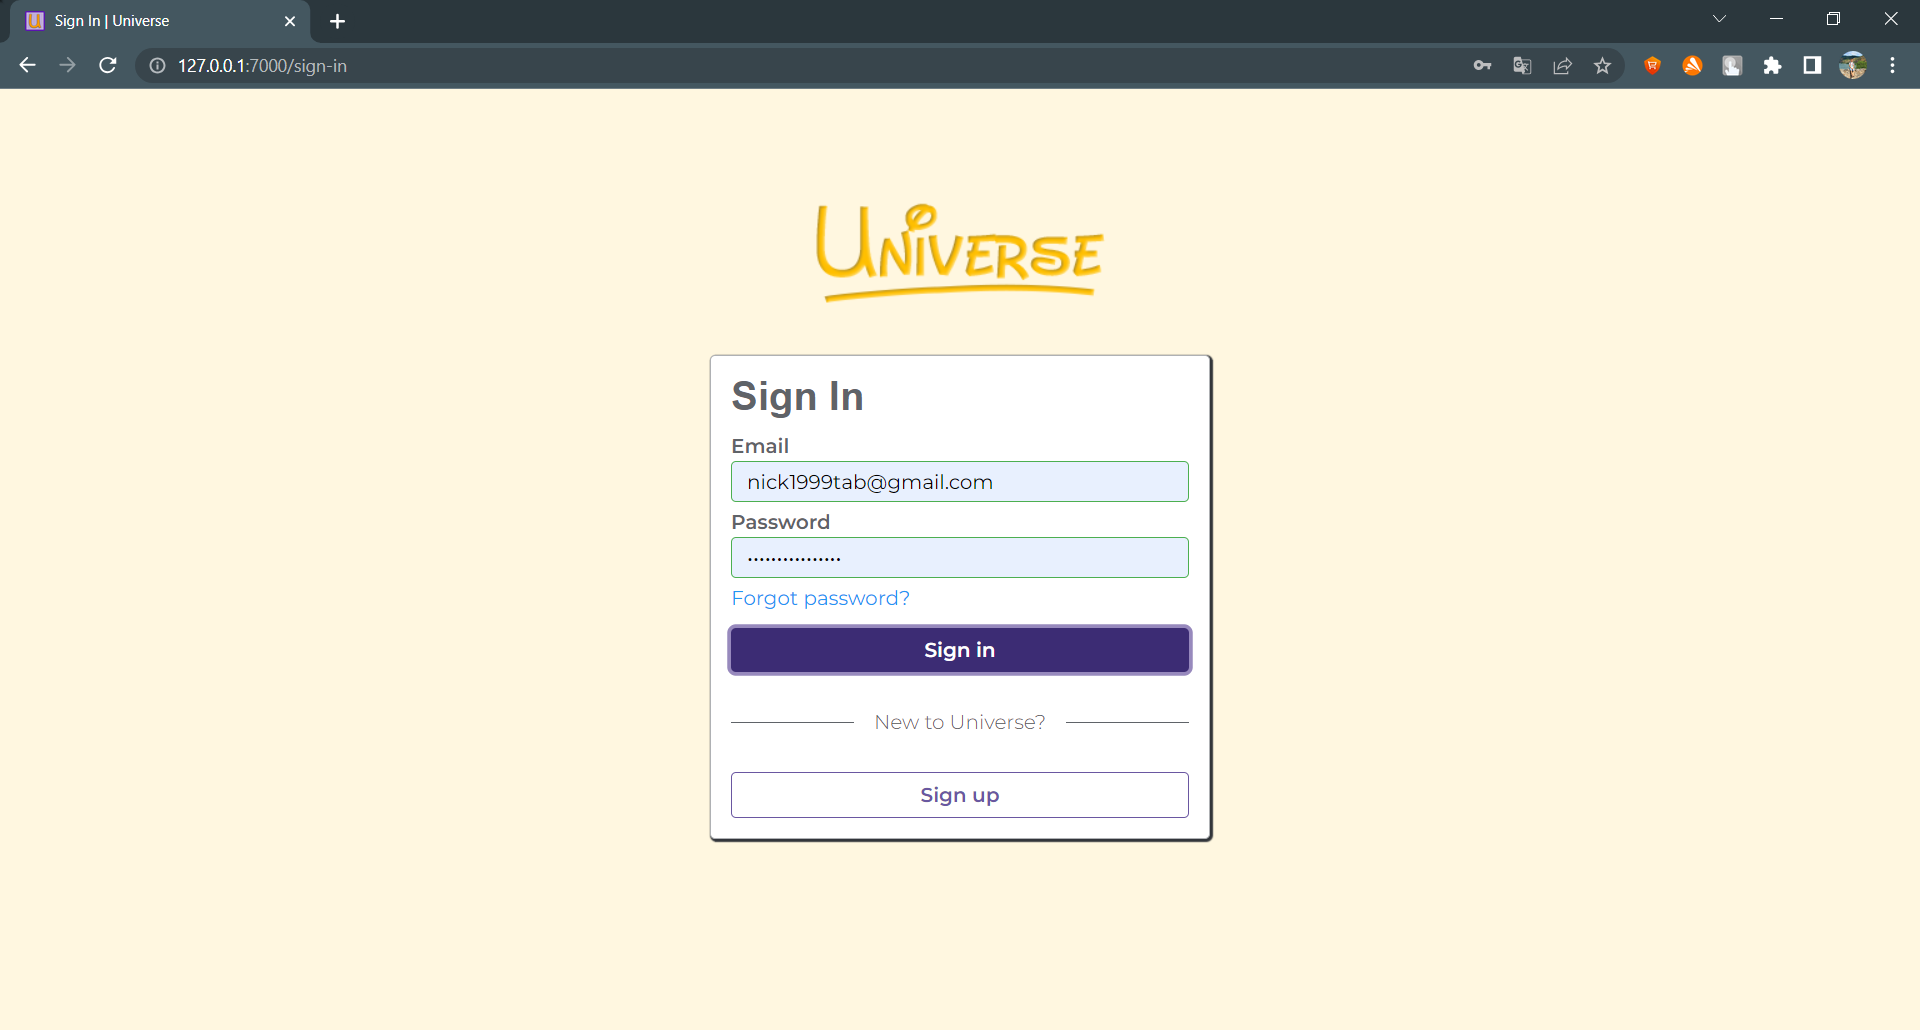 Sign In | Universe
127.0.0.1:7000/sign-in
UNIVERSE
Sign In
Email
nick1999tab@gmail.com
Password
Forgot password?
Sign in
New to Universe?
Sign up